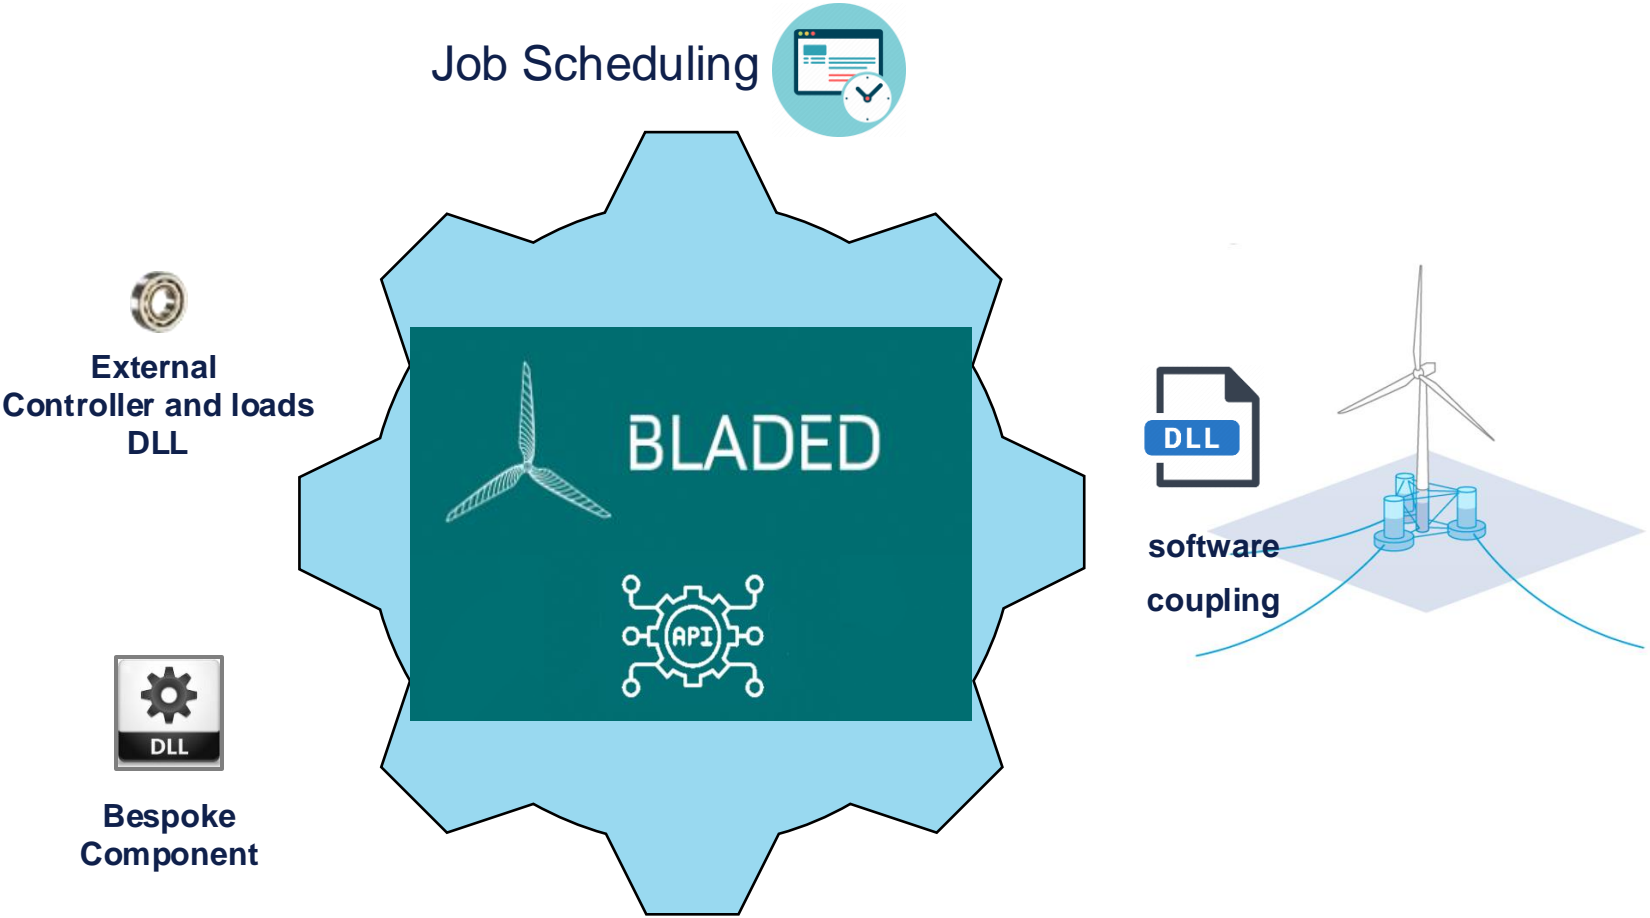 Job Scheduling
External
Controller and loads
DLL
BLADED
API
DLL
software
coupling
DLL
Bespoke
Component